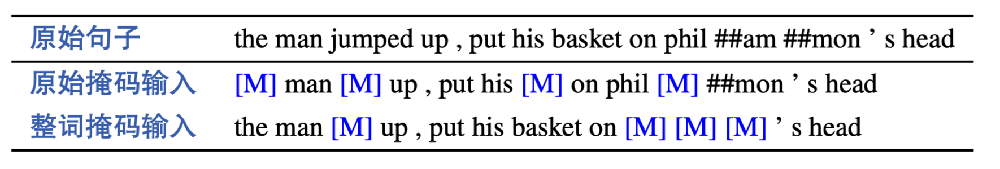 原始句子 the man jumped up , put his basket on phil ##am ##mon ’ s head
原始掩码输入 [M] man [M] up , put his [M] on phil [M] ##mon ’ s head
整词掩码输入 the man [M] up , put his basket on [M] [M] [M] ’ s head